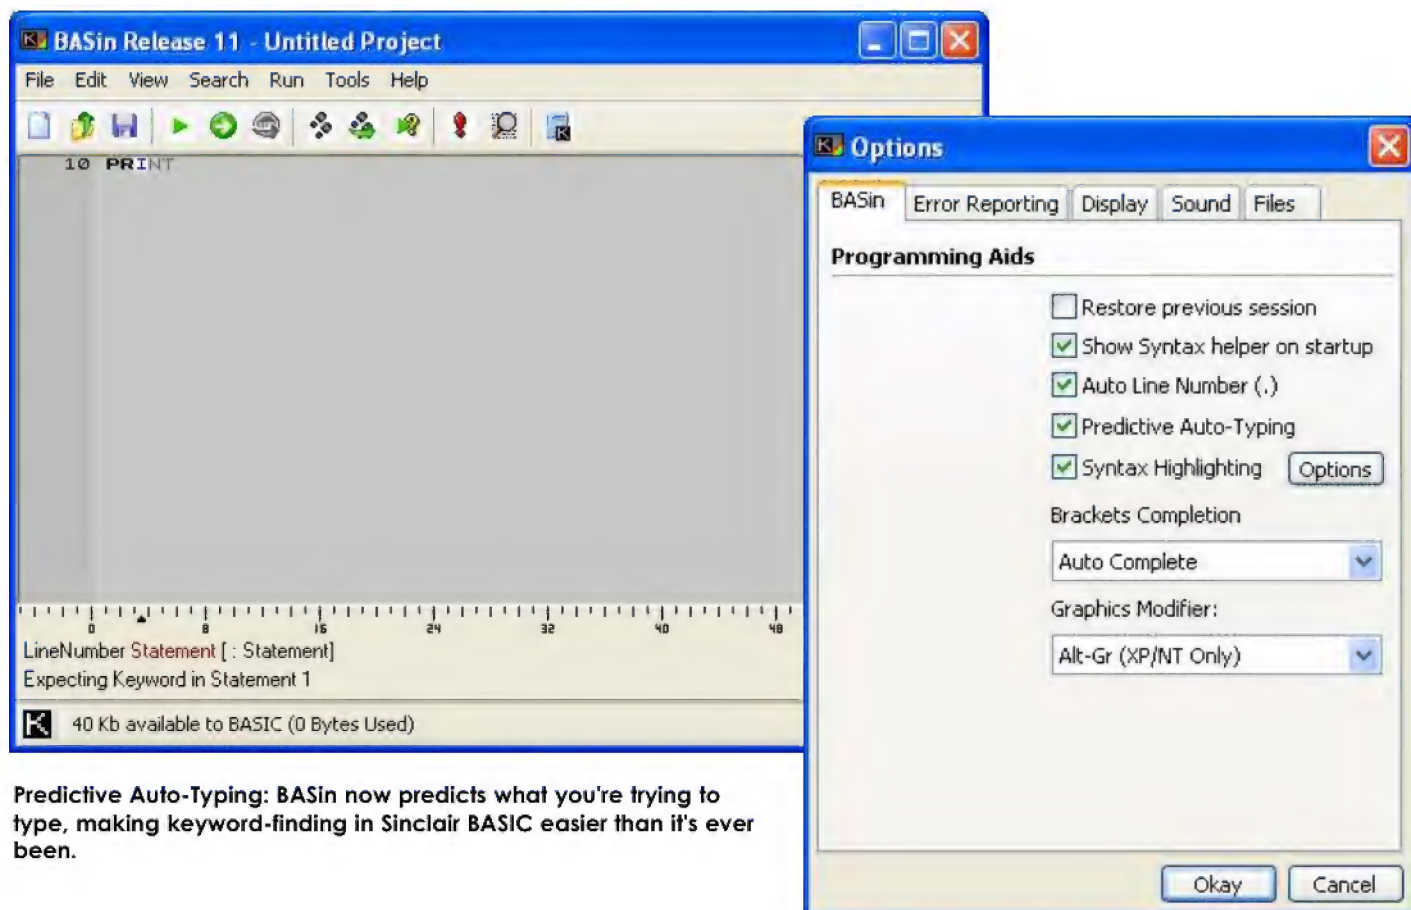 BASin Release 11 - Untitled Project
File Edit View Search Run Tools Help
10 PRINT
0 8 16 24 32 40 48
LineNumber Statement [ : Statement]
Expecting Keyword in Statement 1
K 40 Kb available to BASIC (0 Bytes Used)
Options
BASin Error Reporting Display Sound Files
Programming Aids
Restore previous session
Show Syntax helper on startup
Auto Line Number (.)
Predictive Auto-Typing
Syntax Highlighting Options
Brackets Completion
Auto Complete
Graphics Modifier:
Alt-Gr (XP/NT Only)
Okay Cancel
Predictive Auto-Typing: BASin now predicts what you're trying to
type, making keyword-finding in Sinclair BASIC easier than it's ever
been.